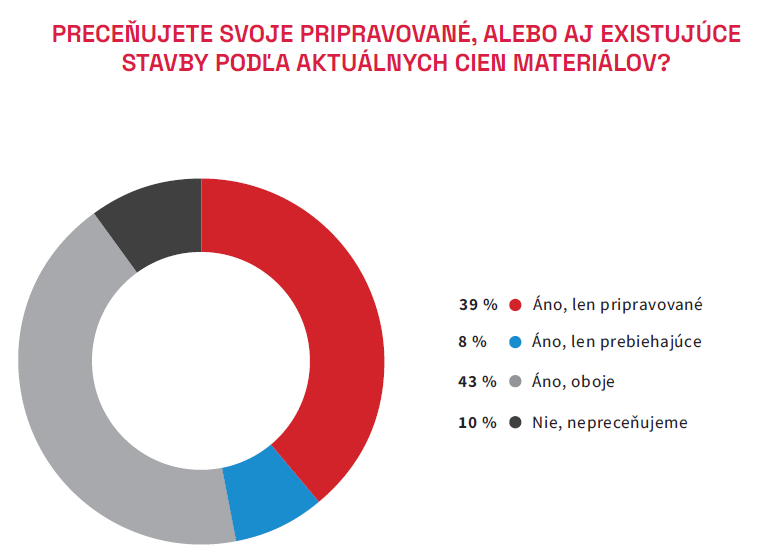 PRECEŇUJETE SVOJE PRIPRAVOVANÉ, ALEBO AJ EXISTUJÚCE
STAVBY PODĽA AKTUÁLNYCH CIEN MATERIÁLOV?
39 % Áno, len pripravované
8 % Áno, len prebiehajúce
43 % Áno, oboje
10 % Nie, nepreceňujeme